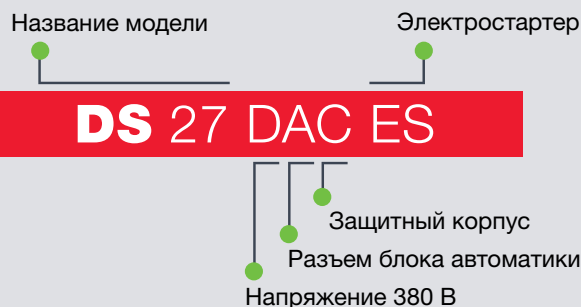 Название модели
Электростартер
DS 27 DAC ES
Защитный корпус
Разъем блока автоматики
Напряжение 380 В